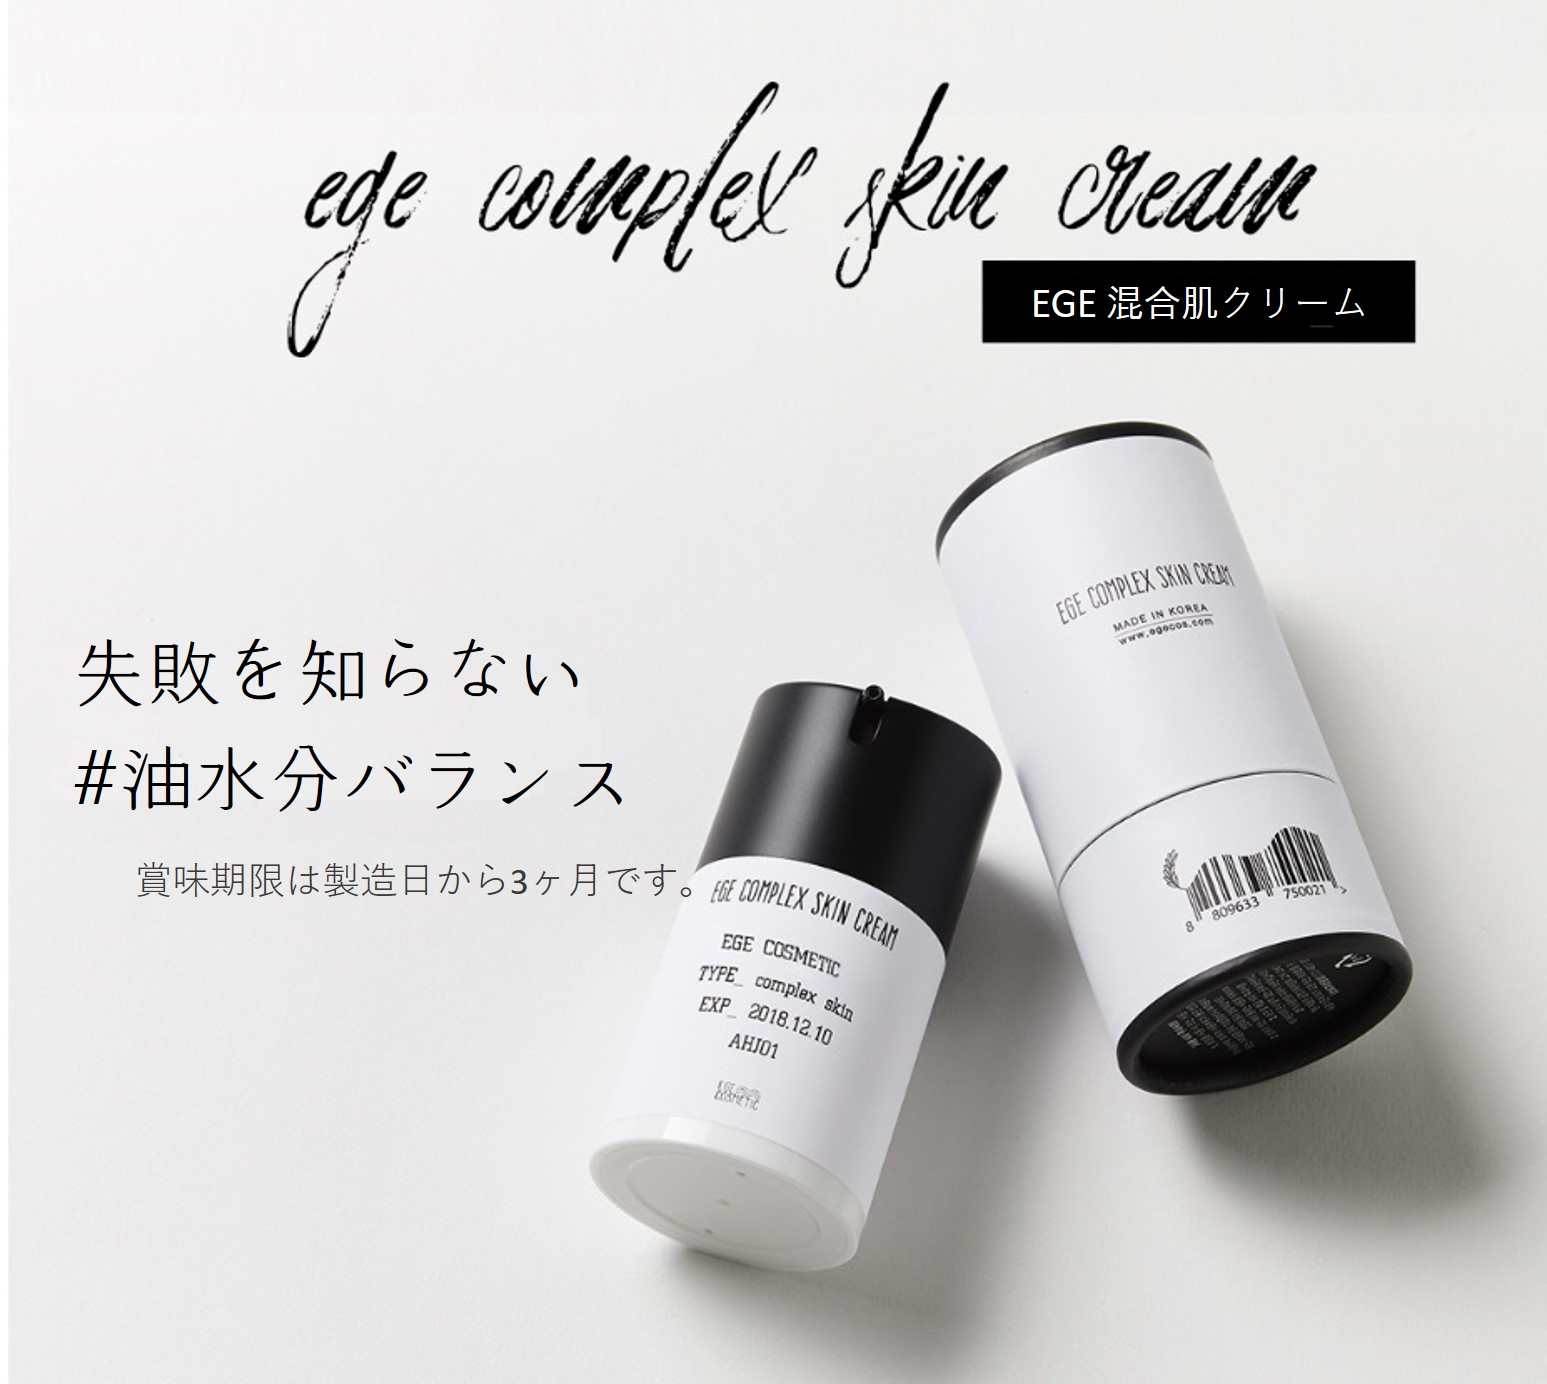 ege complex skin cream
EGE 混合肌クリーム
失敗を知らない
#油水分バランス
賞味期限は製造日から3ヶ月です。
EGE COMPLEX SKIN CREAM
MADE IN KOREA
www.egecos.com
8 809633 750021 >
EGE COMPLEX SKIN CREAM
EGE COSMETIC
TYPE_ complex skin
EXP_ 2018.12.10
AHJ01
EGE
COSMETIC